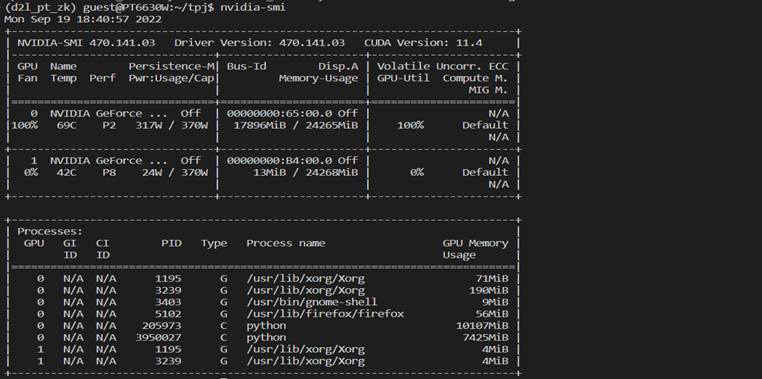 (d2l_pt_zk) guest@PT6630W:~/tpj$ nvidia-smi
Mon Sep 19 18:40:57 2022
+-----------------------------------------------------------------------------+
| NVIDIA-SMI 470.141.03   Driver Version: 470.141.03   CUDA Version: 11.4     |
|-------------------------------+----------------------+----------------------+
| GPU  Name        Persistence-M| Bus-Id        Disp.A | Volatile Uncorr. ECC |
| Fan  Temp  Perf  Pwr:Usage/Cap|         Memory-Usage | GPU-Util  Compute M. |
|                               |                      |               MIG M. |
|===============================+======================+======================|
|   0  NVIDIA GeForce ...  Off  | 00000000:65:00.0 Off |                  N/A |
|100%   69C    P2   317W / 370W |  17896MiB / 24265MiB |    100%      Default |
|                               |                      |                  N/A |
+-------------------------------+----------------------+----------------------+
|   1  NVIDIA GeForce ...  Off  | 00000000:B4:00.0 Off |                  N/A |
|  0%   42C    P8    24W / 370W |     13MiB / 24268MiB |      0%      Default |
|                               |                      |                  N/A |
+-------------------------------+----------------------+----------------------+
+-----------------------------------------------------------------------------+
| Processes:                                                                  |
|  GPU   GI   CI        PID   Type   Process name                  GPU Memory |
|        ID   ID                                                   Usage      |
|=============================================================================|
|    0   N/A  N/A      1195      G   /usr/lib/xorg/Xorg                 71MiB |
|    0   N/A  N/A      3239      G   /usr/lib/xorg/Xorg                190MiB |
|    0   N/A  N/A      3403      G   /usr/bin/gnome-shell                9MiB |
|    0   N/A  N/A      5102      G   /usr/lib/firefox/firefox           56MiB |
|    0   N/A  N/A    205973      C   python                          10107MiB |
|    0   N/A  N/A   3950027      C   python                           7425MiB |
|    1   N/A  N/A      1195      G   /usr/lib/xorg/Xorg                  4MiB |
|    1   N/A  N/A      3239      G   /usr/lib/xorg/Xorg                  4MiB |
+-----------------------------------------------------------------------------+